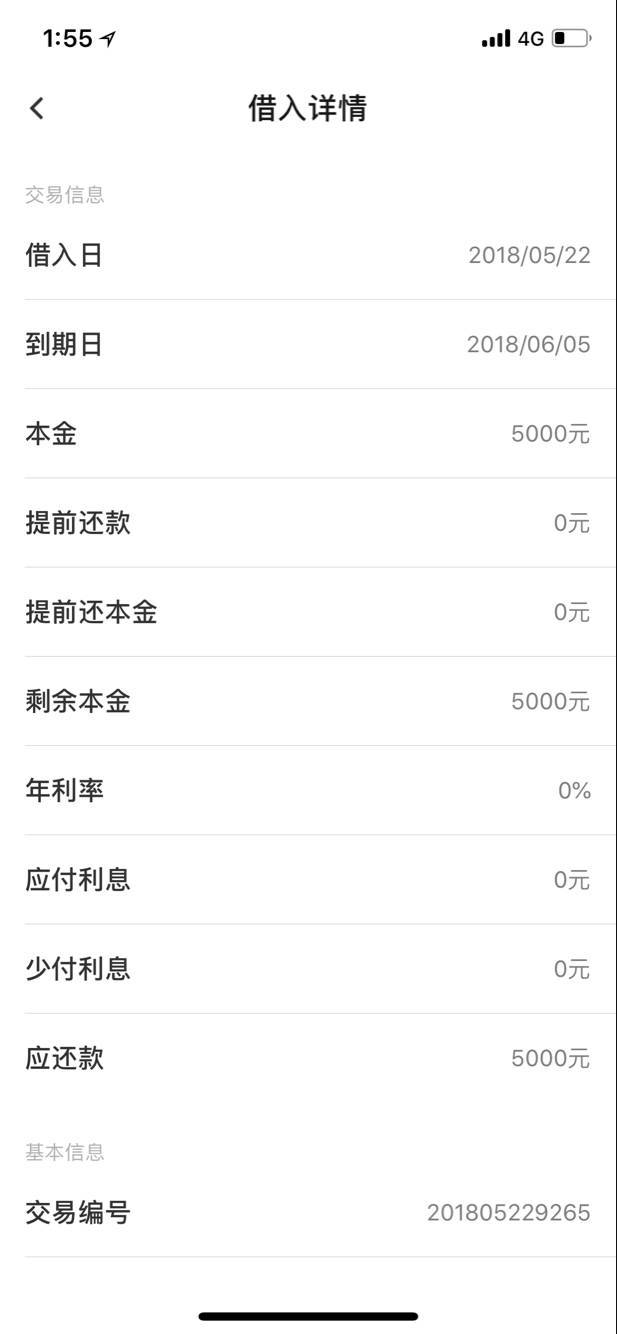 1:55 4G
借入详情
交易信息
借入日 2018/05/22
到期日 2018/06/05
本金 5000元
提前还款 0元
提前还本金 0元
剩余本金 5000元
年利率 0%
应付利息 0元
少付利息 0元
应还款 5000元
基本信息
交易编号 201805229265